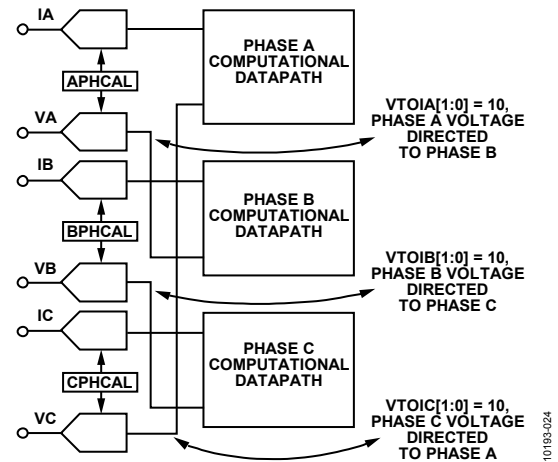 IA
PHASE A
COMPUTATIONAL
DATAPATH
APHCAL
VTOIA[1:0] = 10,
PHASE A VOLTAGE
DIRECTED
TO PHASE B
VA
IB
PHASE B
COMPUTATIONAL
DATAPATH
BPHCAL
VTOIB[1:0] = 10,
PHASE B VOLTAGE
DIRECTED
TO PHASE C
VB
IC
PHASE C
COMPUTATIONAL
DATAPATH
CPHCAL
VTOIC[1:0] = 10,
PHASE C VOLTAGE
DIRECTED
TO PHASE A
VC
10193-024